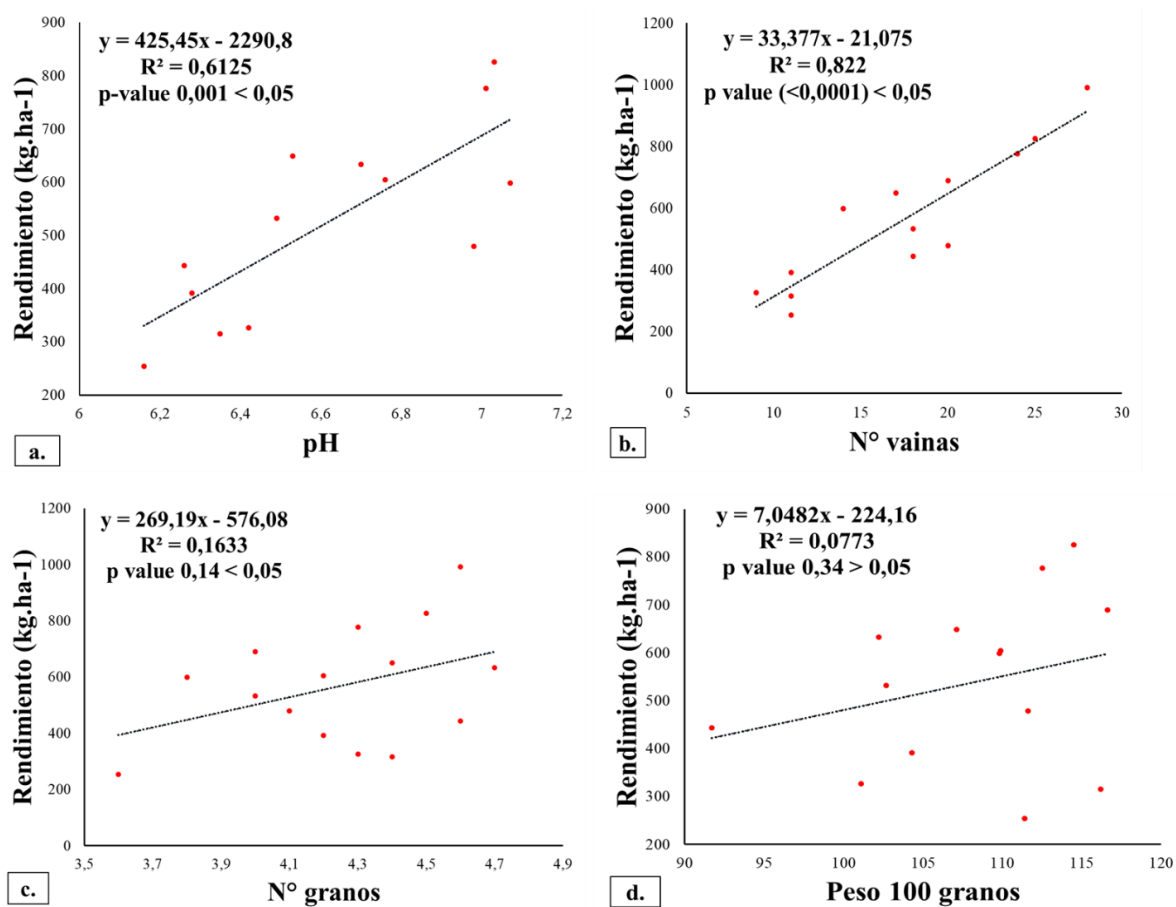 y = 425,45x - 2290,8
R² = 0,6125
p-value 0,001 < 0,05
Rendimiento (kg.ha-1)
900
800
700
600
500
400
300
200
6
6,2
6,4
6,6
6,8
7
7,2
pH
a.
y = 33,377x - 21,075
R² = 0,822
p value (<0,0001) < 0,05
Rendimiento (kg.ha-1)
1200
1000
800
600
400
200
0
5
10
15
20
25
30
N° vainas
b.
y = 269,19x - 576,08
R² = 0,1633
p value 0,14 < 0,05
Rendimiento (kg.ha-1)
1200
1000
800
600
400
200
0
3,5
3,7
3,9
4,1
4,3
4,5
4,7
4,9
N° granos
c.
y = 7,0482x - 224,16
R² = 0,0773
p value 0,34 > 0,05
Rendimiento (kg.ha-1)
900
800
700
600
500
400
300
200
90
95
100
105
110
115
120
Peso 100 granos
d.